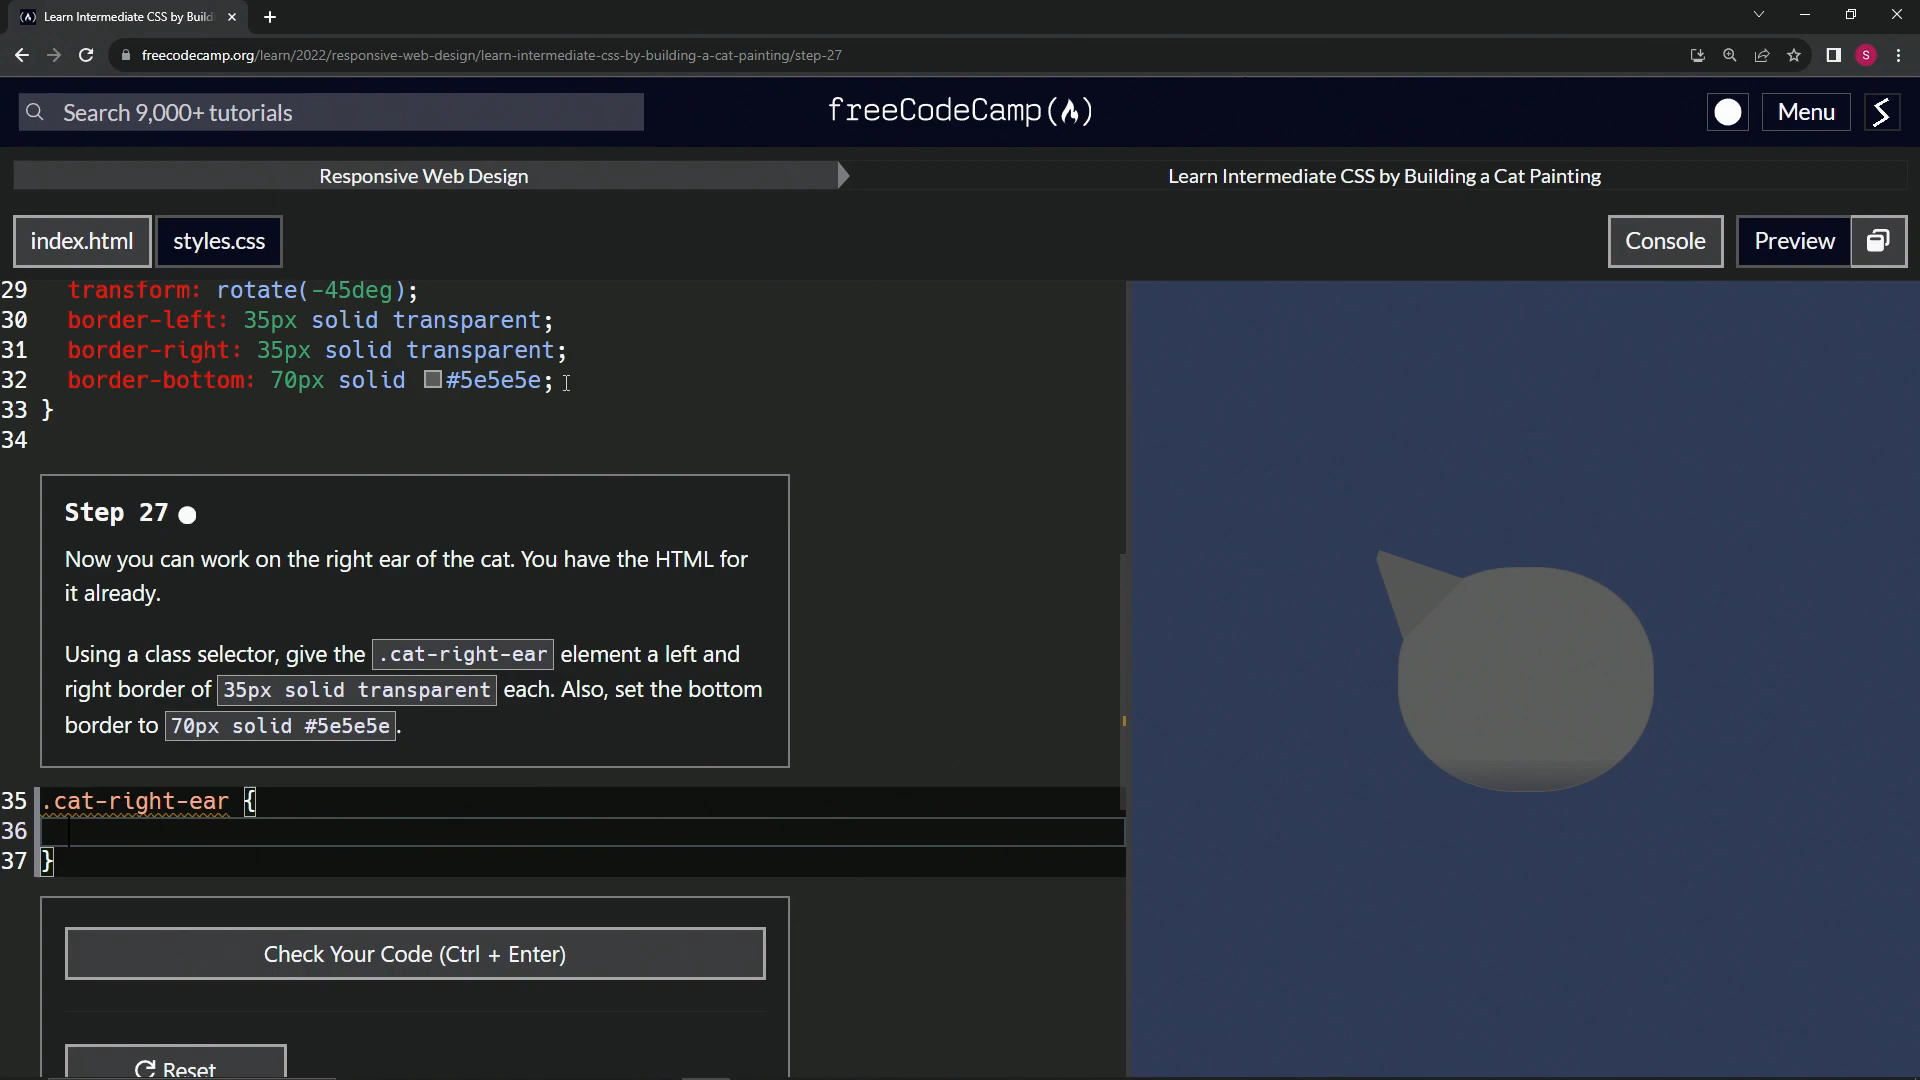 Learn Intermediate CSS by Build
freecodecamp.org/learn/2022/responsive-web-design/learn-intermediate-css-by-building-a-cat-painting/step-27
S
Search 9,000+ tutorials
freeCodeCamp
Menu
Responsive Web Design
Learn Intermediate CSS by Building a Cat Painting
index.html
styles.css
Console
Preview
29 transform: rotate(-45deg);
30 border-left: 35px solid transparent;
31 border-right: 35px solid transparent;
32 border-bottom: 70px solid #5e5e5e;
33 }
34
Step 27
Now you can work on the right ear of the cat. You have the HTML for
it already.
Using a class selector, give the .cat-right-ear element a left and
right border of 35px solid transparent each. Also, set the bottom
border to 70px solid #5e5e5e.
35 .cat-right-ear {
36
37 }
Check Your Code (Ctrl + Enter)
Reset